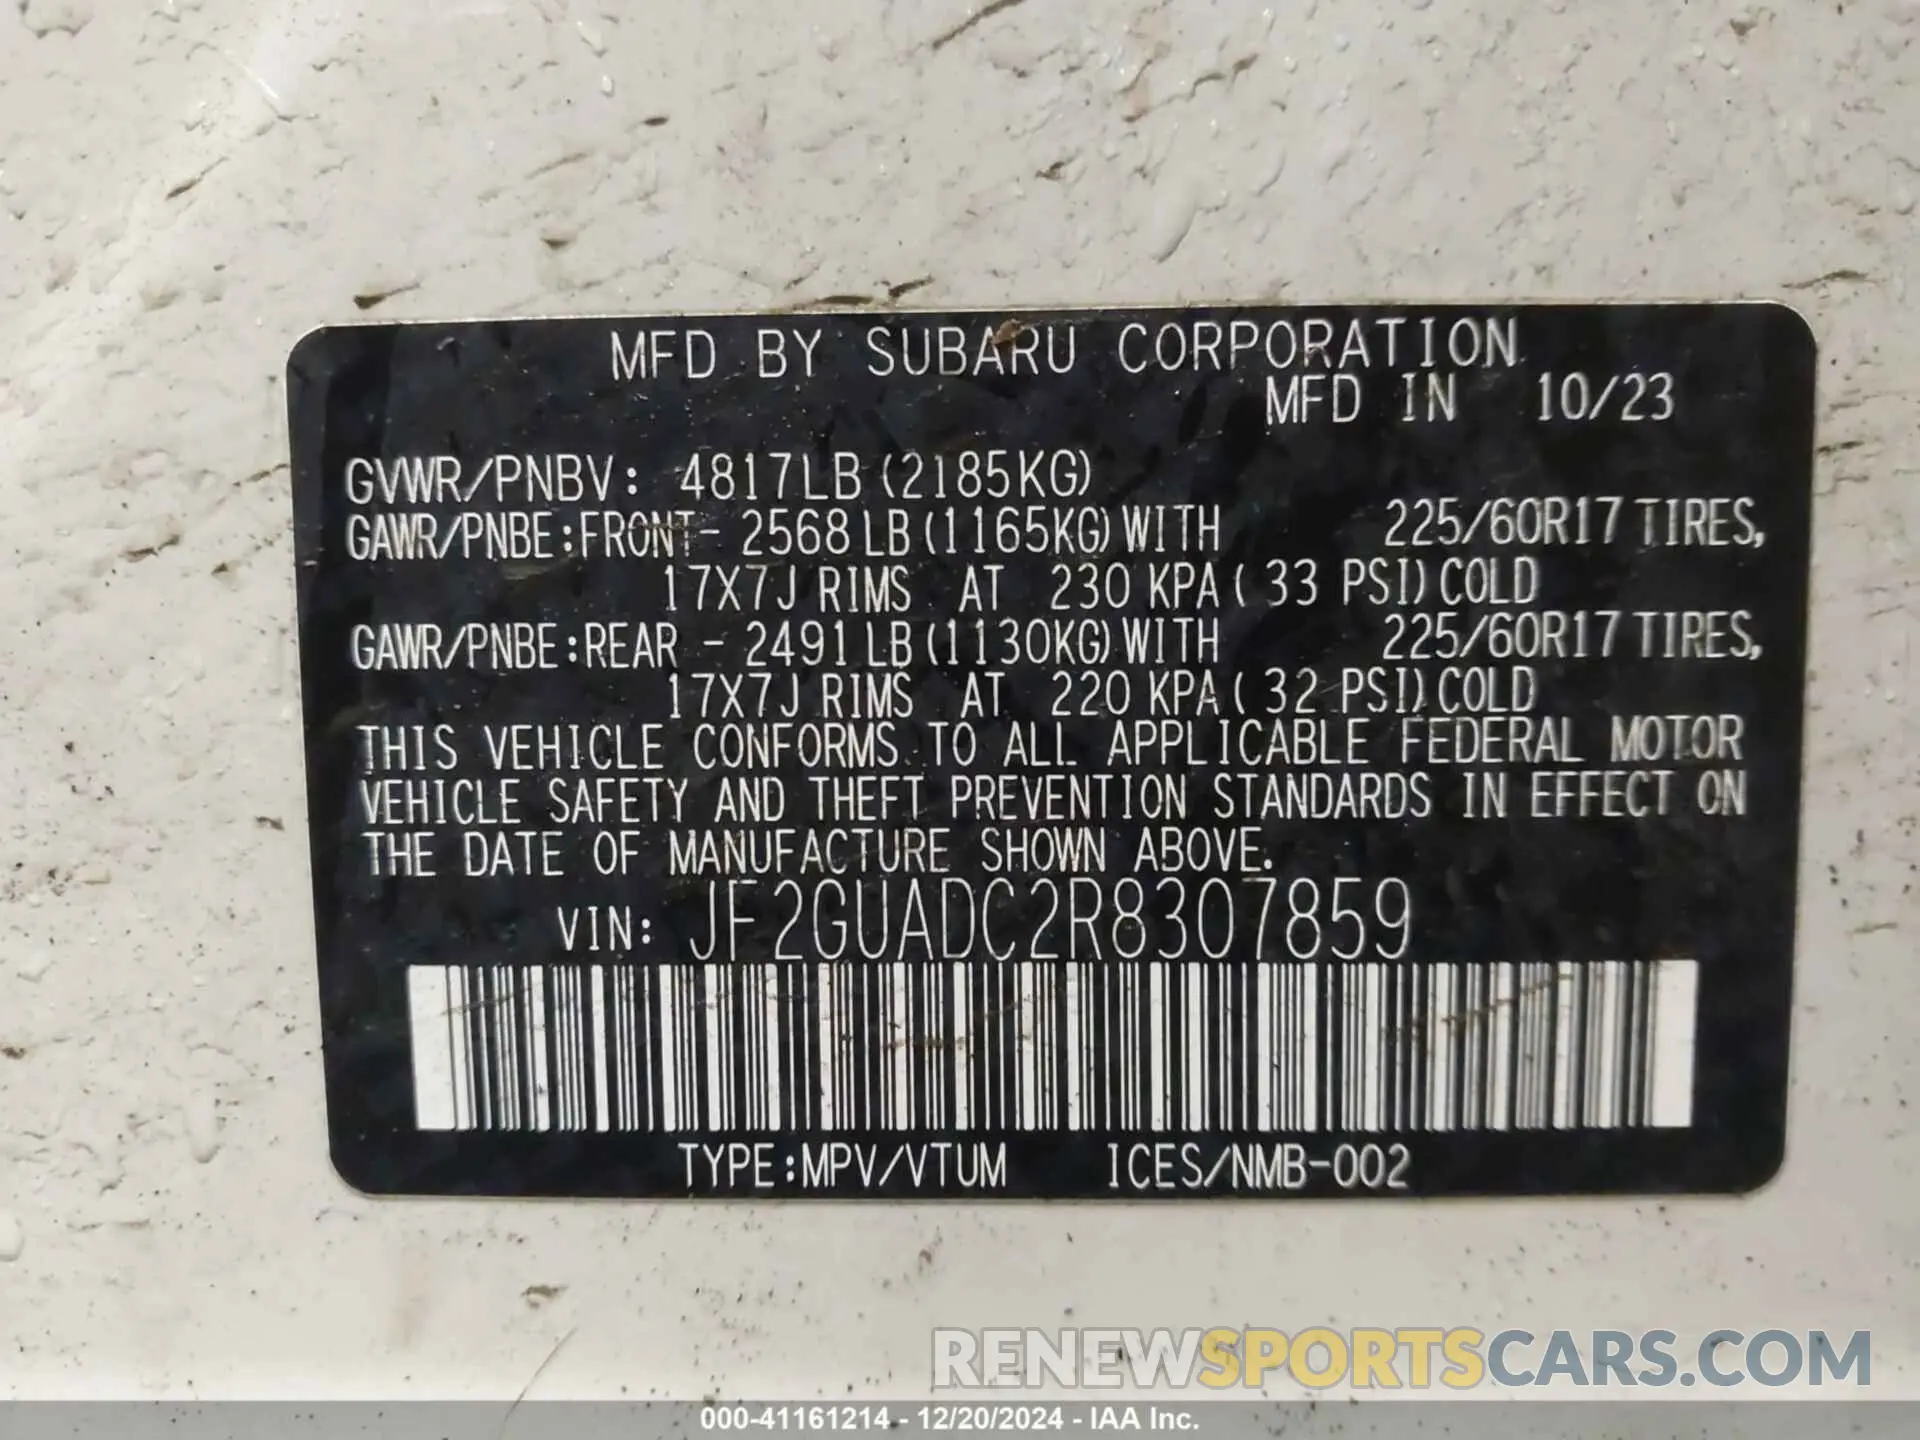 MFD BY SUBARU CORPORATION
MFD IN 10/23
GVWR/PNBV: 4817LB (2185KG)
GAWR/PNBE:FRONT- 2568 LB (1165KG) WITH 225/60R17 TIRES,
17X7J RIMS AT 230 KPA ( 33 PSI) COLD
GAWR/PNBE:REAR - 2491 LB (1130KG) WITH 225/60R17 TIRES,
17X7J RIMS AT 220 KPA ( 32 PSI) COLD
THIS VEHICLE CONFORMS TO ALL APPLICABLE FEDERAL MOTOR
VEHICLE SAFETY AND THEFT PREVENTION STANDARDS IN EFFECT ON
THE DATE OF MANUFACTURE SHOWN ABOVE.
VIN: JF2GUADC2R8307859
TYPE:MPV/VTUM ICES/NMB-002
RENEWSPORTSCARS.COM
000-41161214 - 12/20/2024 - IAA Inc.